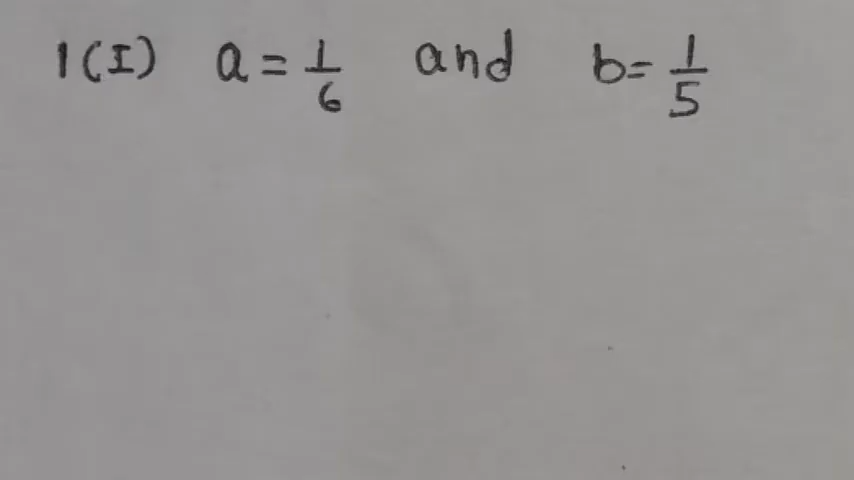 1(I) a = 1/6 and b = 1/5